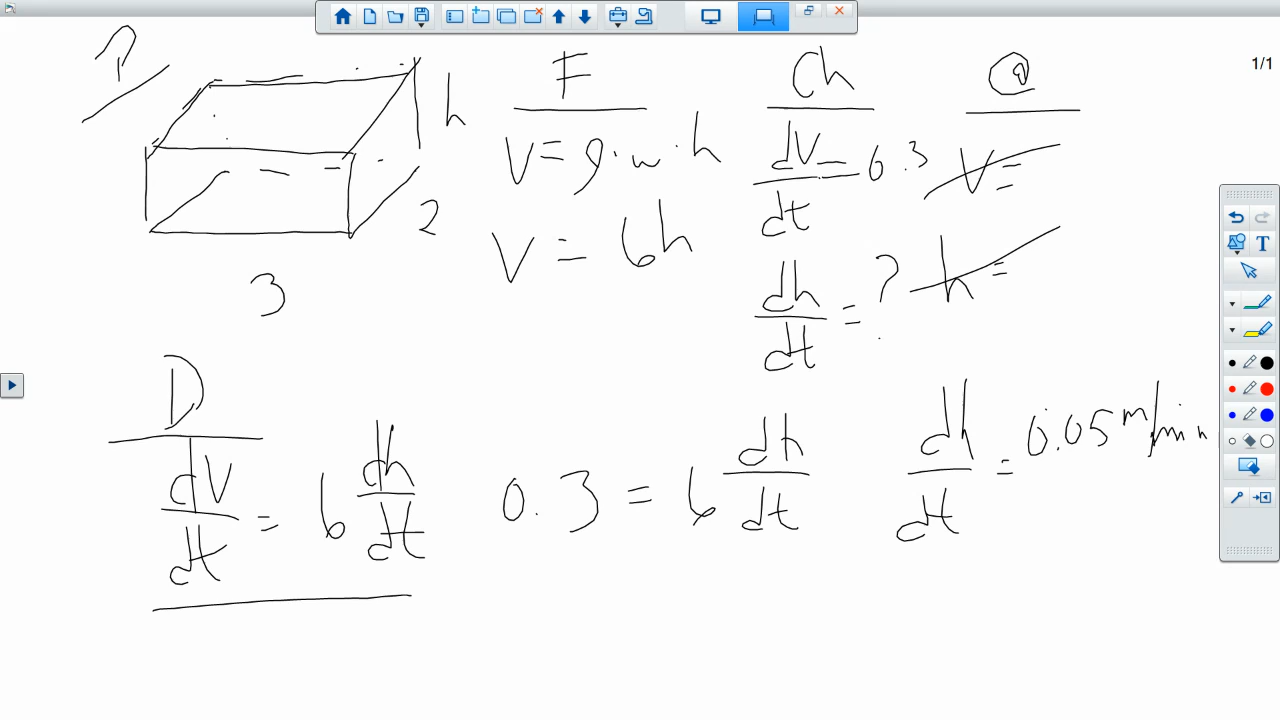 1/1
1
h
2
3
F
V = l · w · h
V = 6h
Ch
dV/dt = 0.3
dh/dt = ?
@
V =
h =
T
D
dV/dt = 6 dh/dt
0.3 = 6 dh/dt
dh/dt = 0.05 m/min